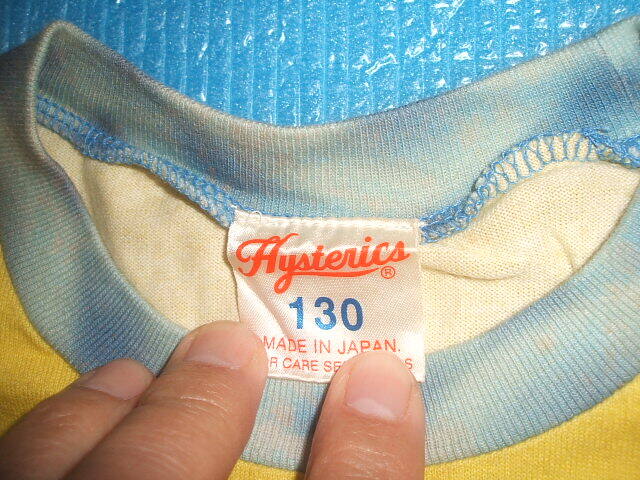 Hysterics®
130
MADE IN JAPAN.
CARE